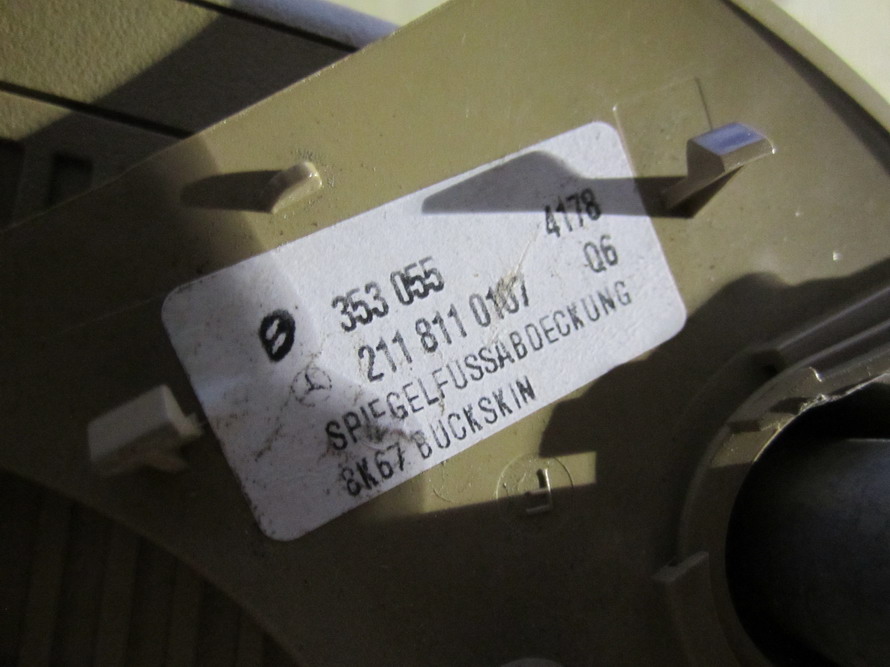 353 055 4178
211 811 0107 Q6
SPIEGELFUSSABDECKUNG
8K67 BUCKSKIN